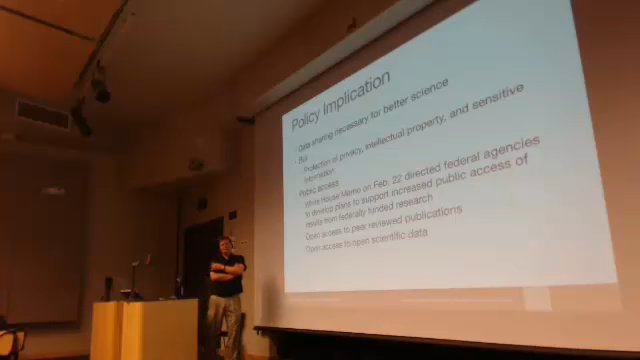 Policy Implication
Data sharing necessary for better science
But
Protection of privacy, intellectual property, and sensitive
information.
Public access
White House Memo on Feb. 22 directed federal agencies
to develop plans to support increased public access of
results from federally funded research
Open access to peer reviewed publications
Open access to open scientific data